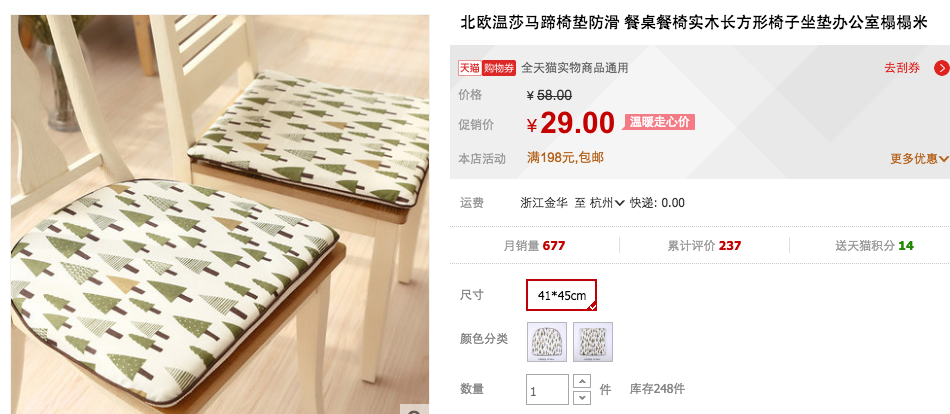 北欧温莎马蹄椅垫防滑 餐桌餐椅实木长方形椅子坐垫办公室榻榻米
天猫 购物券 全天猫实物商品通用 去刮券
价格 ¥ 58.00
促销价 ¥ 29.00 温暖走心价
本店活动 满198元,包邮 更多优惠
运费 浙江金华 至 杭州 快递: 0.00
月销量 677 累计评价 237 送天猫积分 14
尺寸 41*45cm
颜色分类
数量 1 件 库存248件